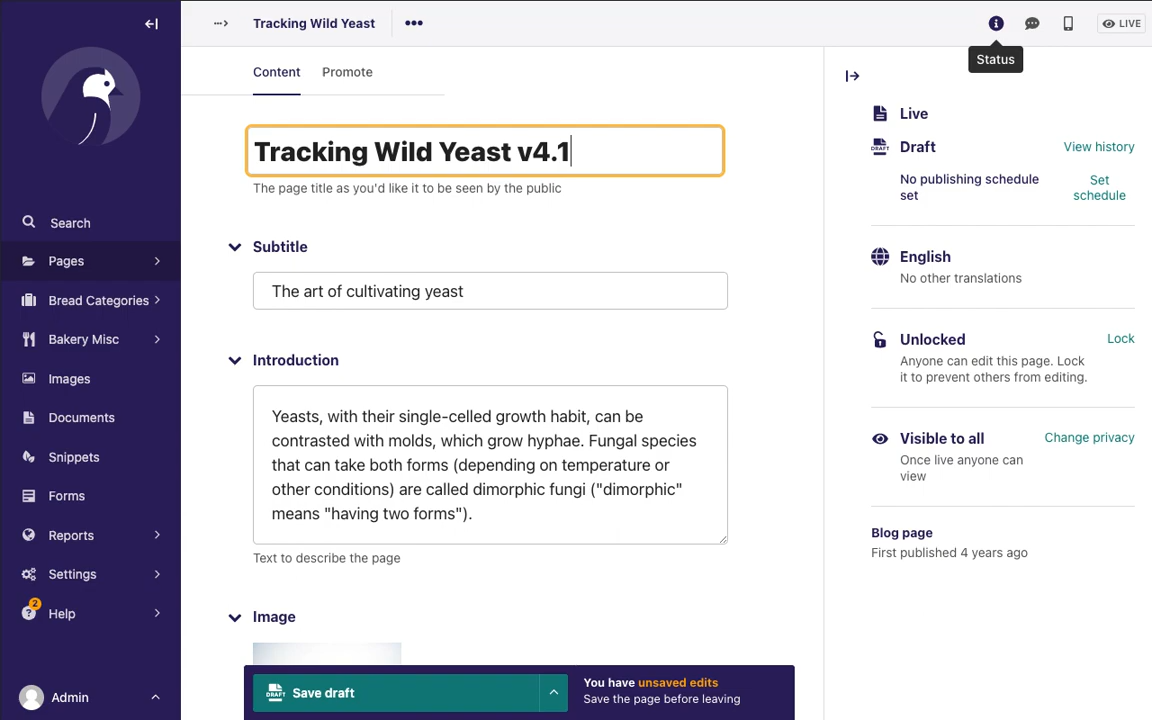 Tracking Wild Yeast
LIVE
Status
Content
Promote
Tracking Wild Yeast v4.1
The page title as you'd like it to be seen by the public
Subtitle
The art of cultivating yeast
Introduction
Yeasts, with their single-celled growth habit, can be
contrasted with molds, which grow hyphae. Fungal species
that can take both forms (depending on temperature or
other conditions) are called dimorphic fungi ("dimorphic"
means "having two forms").
Text to describe the page
Image
DRAFT
Save draft
You have unsaved edits
Save the page before leaving
Search
Pages
Bread Categories
Bakery Misc
Images
Documents
Snippets
Forms
Reports
Settings
2
Help
Admin
Live
DRAFT
Draft
View history
No publishing schedule
set
Set
schedule
English
No other translations
Unlocked
Lock
Anyone can edit this page. Lock
it to prevent others from editing.
Visible to all
Change privacy
Once live anyone can
view
Blog page
First published 4 years ago